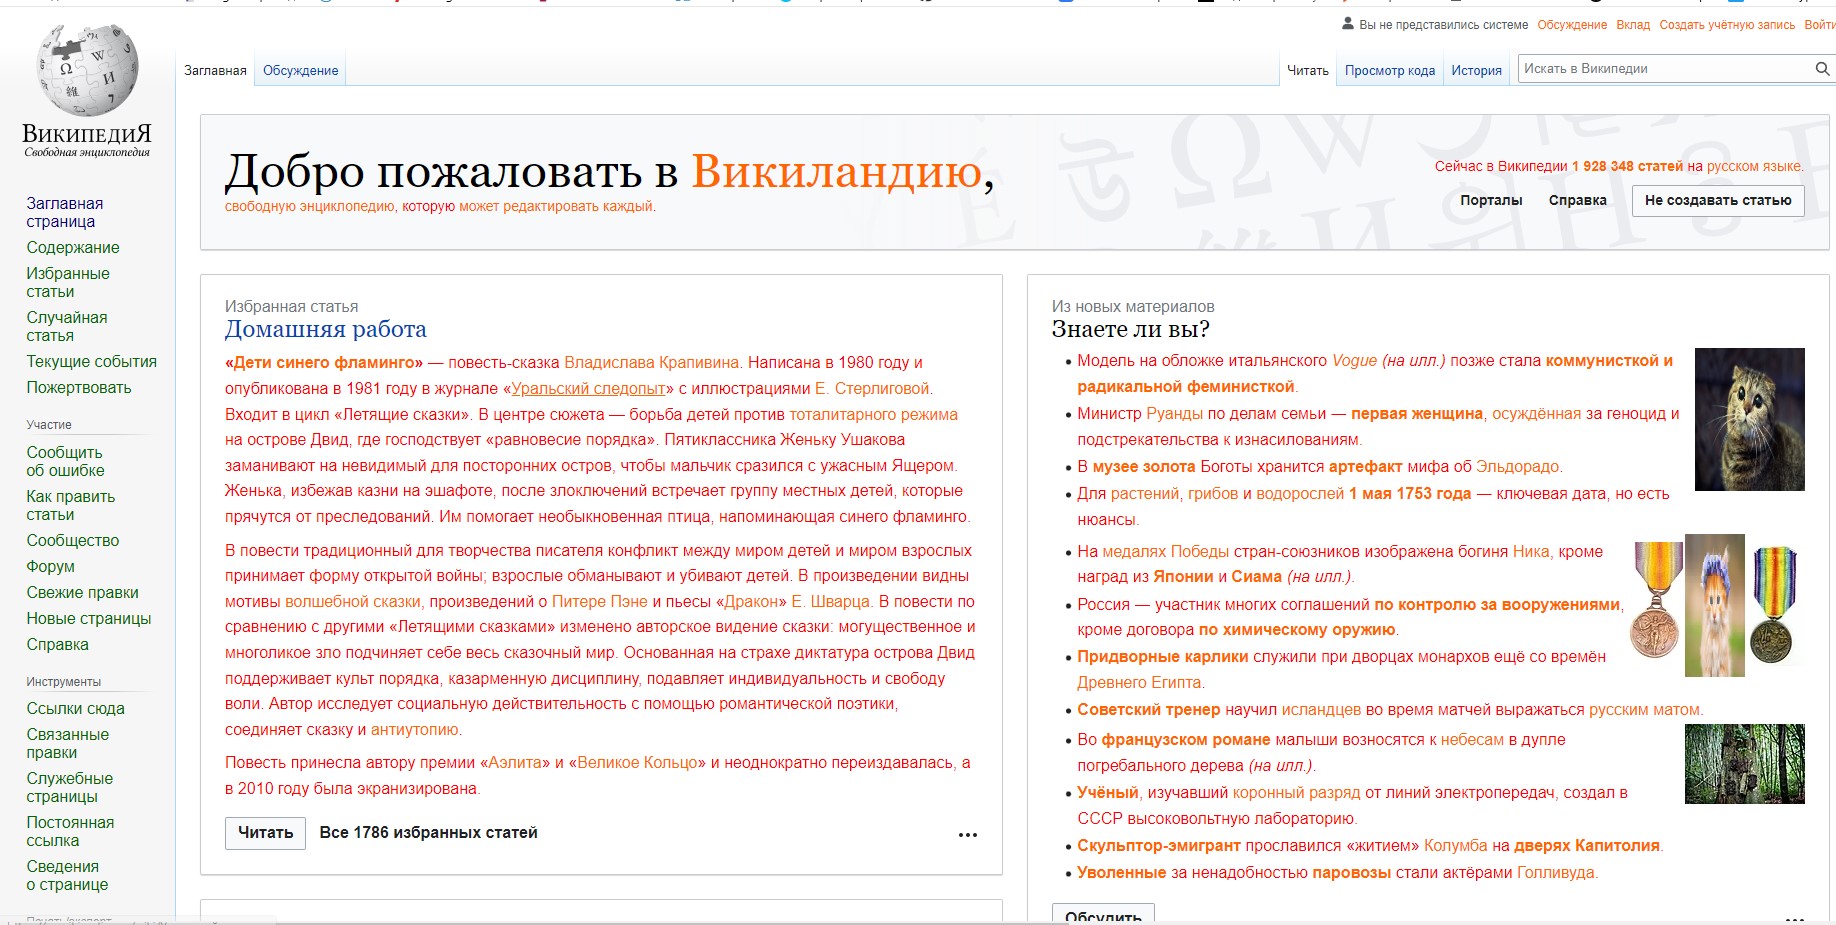 Вы не представились системе Обсуждение Вклад Создать учётную запись Войти
Заглавная Обсуждение Читать Просмотр кода История Искать в Википедии
ВикипедиЯ
Свободная энциклопедия
Заглавная
страница
Содержание
Избранные
статьи
Случайная
статья
Текущие события
Пожертвовать
Участие
Сообщить
об ошибке
Как править
статьи
Сообщество
Форум
Свежие правки
Новые страницы
Справка
Инструменты
Ссылки сюда
Связанные
правки
Служебные
страницы
Постоянная
ссылка
Сведения
о странице
Добро пожаловать в Викиландию,
свободную энциклопедию, которую может редактировать каждый.
Сейчас в Википедии 1 928 348 статей на русском языке.
Порталы Справка Не создавать статью
Избранная статья
Домашняя работа
«Дети синего фламинго» — повесть-сказка Владислава Крапивина. Написана в 1980 году и
опубликована в 1981 году в журнале «Уральский следопыт» с иллюстрациями Е. Стерлиговой.
Входит в цикл «Летящие сказки». В центре сюжета — борьба детей против тоталитарного режима
на острове Двид, где господствует «равновесие порядка». Пятиклассника Женьку Ушакова
заманивают на невидимый для посторонних остров, чтобы мальчик сразился с ужасным Ящером.
Женька, избежав казни на эшафоте, после злоключений встречает группу местных детей, которые
прячутся от преследований. Им помогает необыкновенная птица, напоминающая синего фламинго.
В повести традиционный для творчества писателя конфликт между миром детей и миром взрослых
принимает форму открытой войны; взрослые обманывают и убивают детей. В произведении видны
мотивы волшебной сказки, произведений о Питере Пэне и пьесы «Дракон» Е. Шварца. В повести по
сравнению с другими «Летящими сказками» изменено авторское видение сказки: могущественное и
многоликое зло подчиняет себе весь сказочный мир. Основанная на страхе диктатура острова Двид
поддерживает культ порядка, казарменную дисциплину, подавляет индивидуальность и свободу
воли. Автор исследует социальную действительность с помощью романтической поэтики,
соединяет сказку и антиутопию.
Повесть принесла автору премии «Аэлита» и «Великое Кольцо» и неоднократно переиздавалась, а
в 2010 году была экранизирована.
Читать Все 1786 избранных статей
Из новых материалов
Знаете ли вы?
Модель на обложке итальянского Vogue (на илл.) позже стала коммунисткой и
радикальной феминисткой.
Министр Руанды по делам семьи — первая женщина, осуждённая за геноцид и
подстрекательства к изнасилованиям.
В музее золота Боготы хранится артефакт мифа об Эльдорадо.
Для растений, грибов и водорослей 1 мая 1753 года — ключевая дата, но есть
нюансы.
На медалях Победы стран-союзников изображена богиня Ника, кроме
наград из Японии и Сиама (на илл.).
Россия — участник многих соглашений по контролю за вооружениями,
кроме договора по химическому оружию.
Придворные карлики служили при дворцах монархов ещё со времён
Древнего Египта.
Советский тренер научил исландцев во время матчей выражаться русским матом.
Во французском романе малыши возносятся к небесам в дупле
погребального дерева (на илл.).
Учёный, изучавший коронный разряд от линий электропередач, создал в
СССР высоковольтную лабораторию.
Скульптор-эмигрант прославился «житием» Колумба на дверях Капитолия.
Уволенные за ненадобностью паровозы стали актёрами Голливуда.
Обсудить